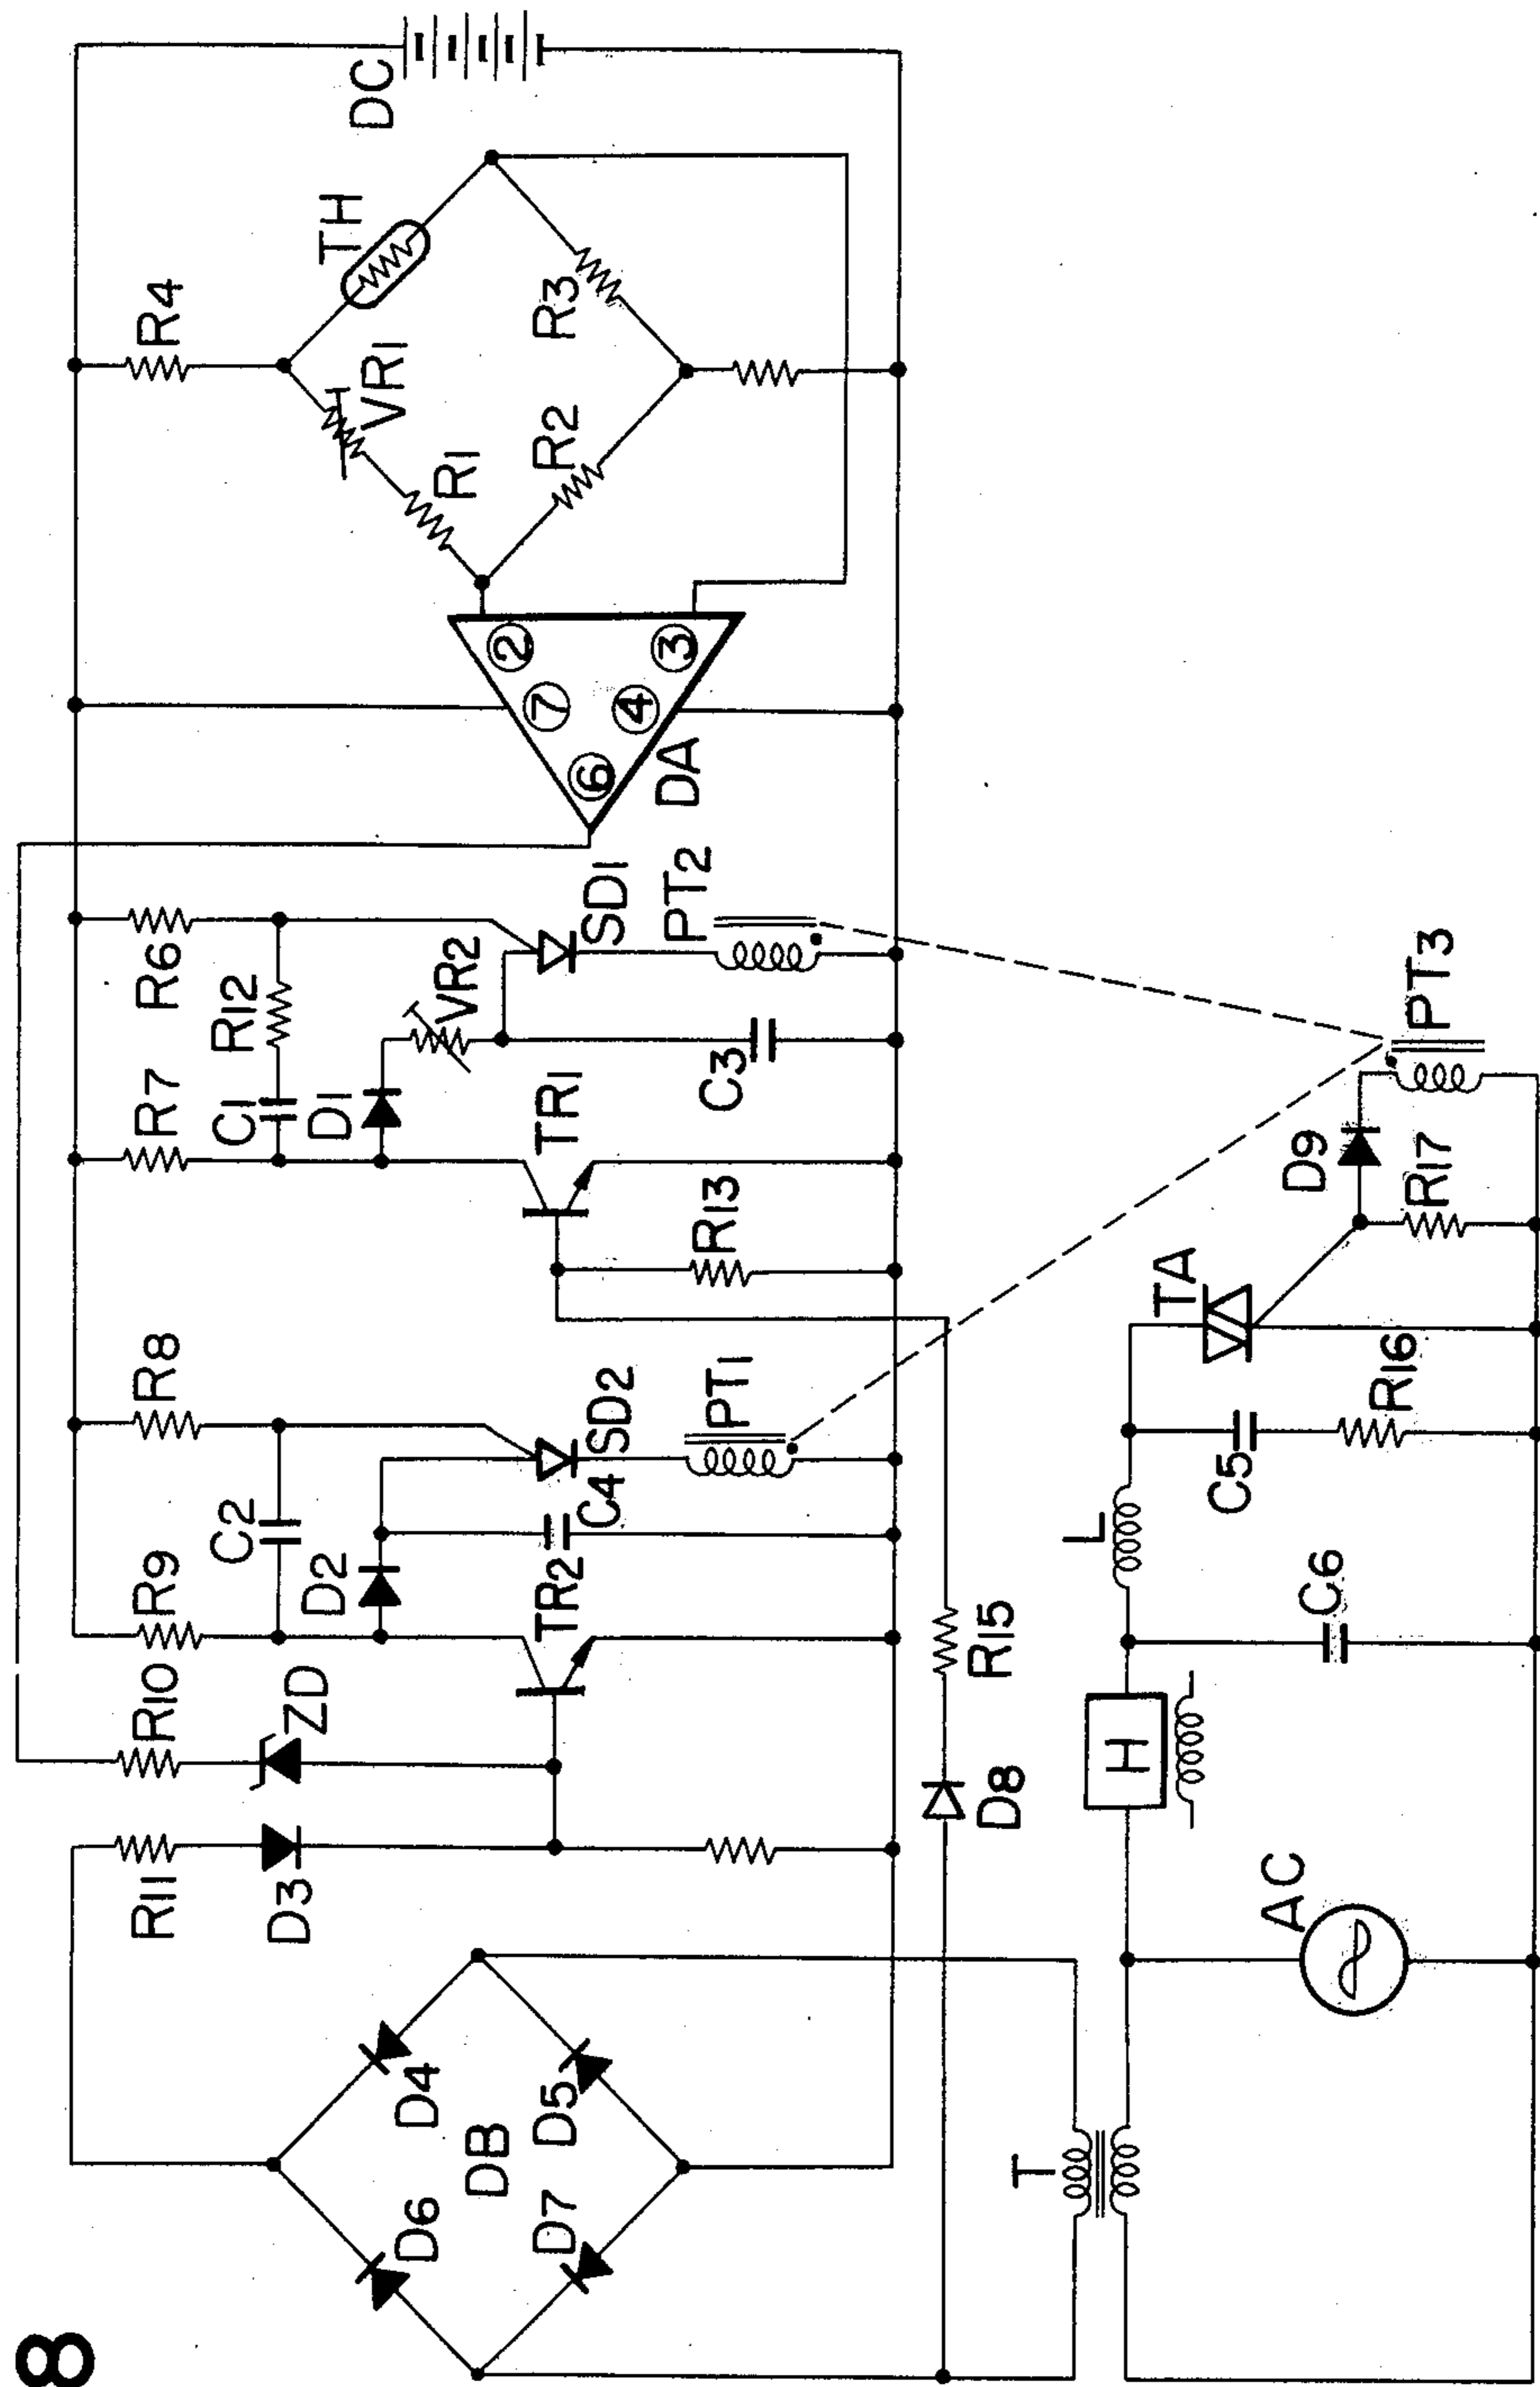 8
DC
TH
R4
VR1
R3
R1
R2
2
7
3
4
6
DA
R6
R12
R7
C1
D1
VR2
SD1
PT2
TR1
C3
R13
R8
C2
R9
D2
SD2
PT1
C4
TR2
R10
ZD
R11
D3
R15
D8
D4
D5
DB
D6
D7
T
AC
H
L
C6
C5
R16
TA
D9
R17
PT3